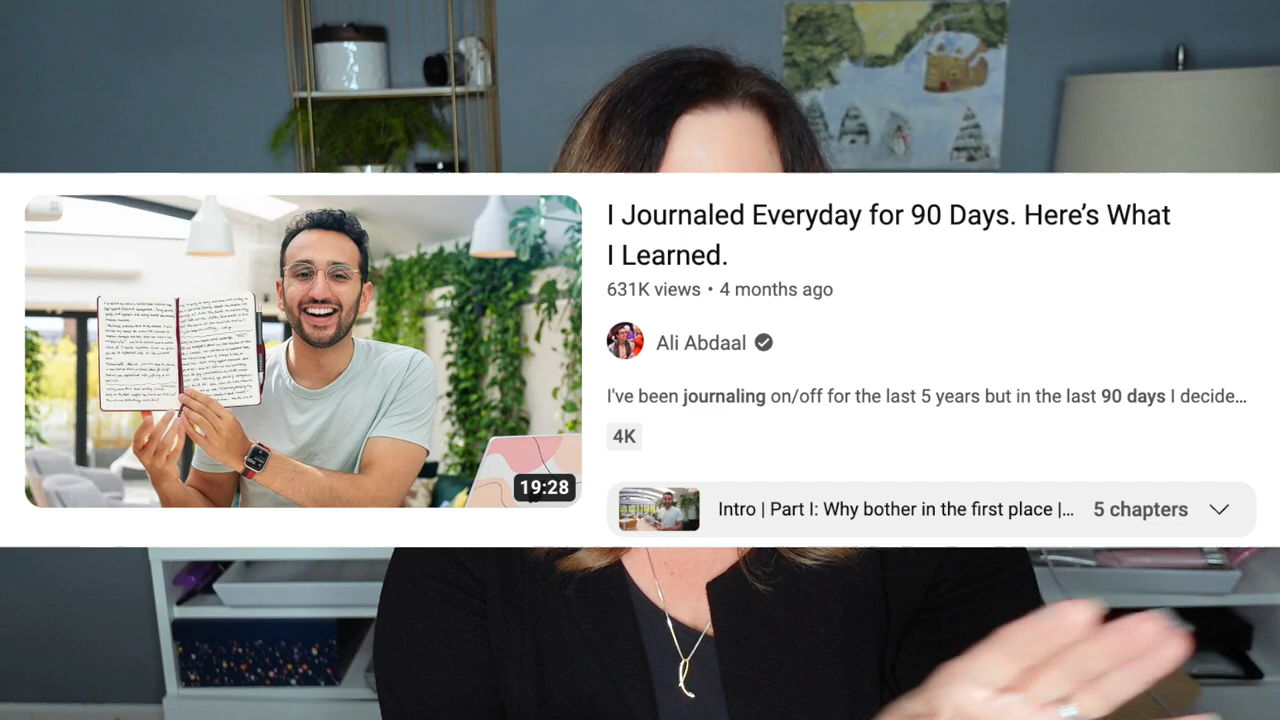 I Journaled Everyday for 90 Days. Here's What
I Learned.
631K views • 4 months ago
Ali Abdaal
I've been journaling on/off for the last 5 years but in the last 90 days I decide…
4K
19:28
Intro | Part I: Why bother in the first place |…
5 chapters